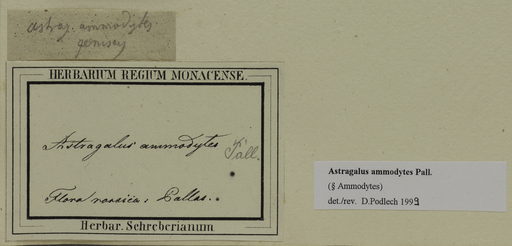 astrag. ammodytes
HERBARIUM REGIUM MONACENSE.
Astragalus ammodytes
Pall.
Flora rossica: Pallas.
Herbar. Schreberianum
Astragalus ammodytes Pall.
(§ Ammodytes)
det./rev. D.Podlech 1999